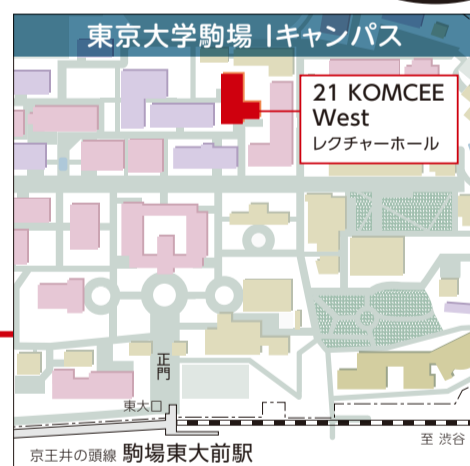 東京大学駒場 Iキャンパス
21 KOMCEE
West
レクチャーホール
正門
東大口
至 渋谷
京王井の頭線 駒場東大前駅